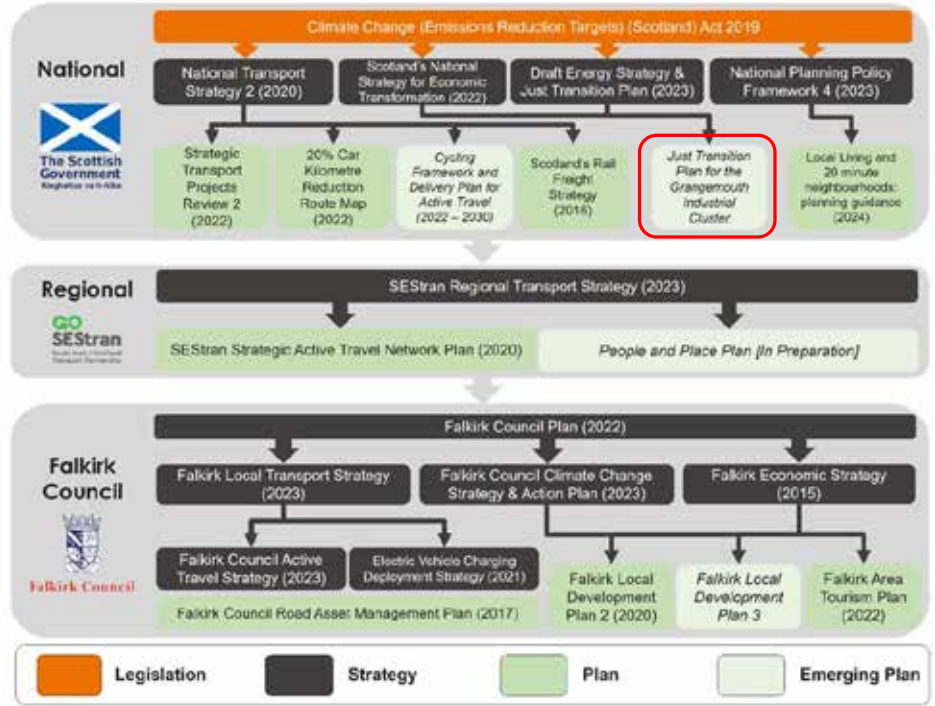 Climate Change (Emissions Reduction Targets) (Scotland) Act 2019
National
The Scottish
Government
National Transport
Strategy 2 (2020)
Scotland's National
Strategy for Economic
Transformation (2022)
Draft Energy Strategy &
Just Transition Plan (2023)
National Planning Policy
Framework 4 (2023)
Strategic
Transport
Projects
Review 2
(2022)
20% Car
Kilometre
Reduction
Route Map
(2022)
Cycling
Framework
and Delivery Plan for
Active Travel
(2022 – 2030)
Scotland's Rail
Freight
Strategy
(2016)
Just Transition
Plan for the
Grangemouth
Industrial
Cluster
Local Living and
20 minute
neighbourhoods:
planning guidance
(2024)
Regional
GO
SEStran
SEStran Regional Transport Strategy (2023)
SEStran Strategic Active Travel Network Plan (2020)
People and Place Plan [In Preparation]
Falkirk
Council
Falkirk Council
Falkirk Council Plan (2022)
Falkirk Local Transport Strategy
(2023)
Falkirk Council Climate Change
Strategy & Action Plan (2023)
Falkirk Economic Strategy
(2015)
Falkirk Council Active
Travel Strategy (2023)
Electric Vehicle Charging
Deployment Strategy (2021)
Falkirk Council Road Asset Management Plan (2017)
Falkirk Local
Development
Plan 2 (2020)
Falkirk Local
Development
Plan 3
Falkirk Area
Tourism Plan
(2022)
Legislation
Strategy
Plan
Emerging Plan